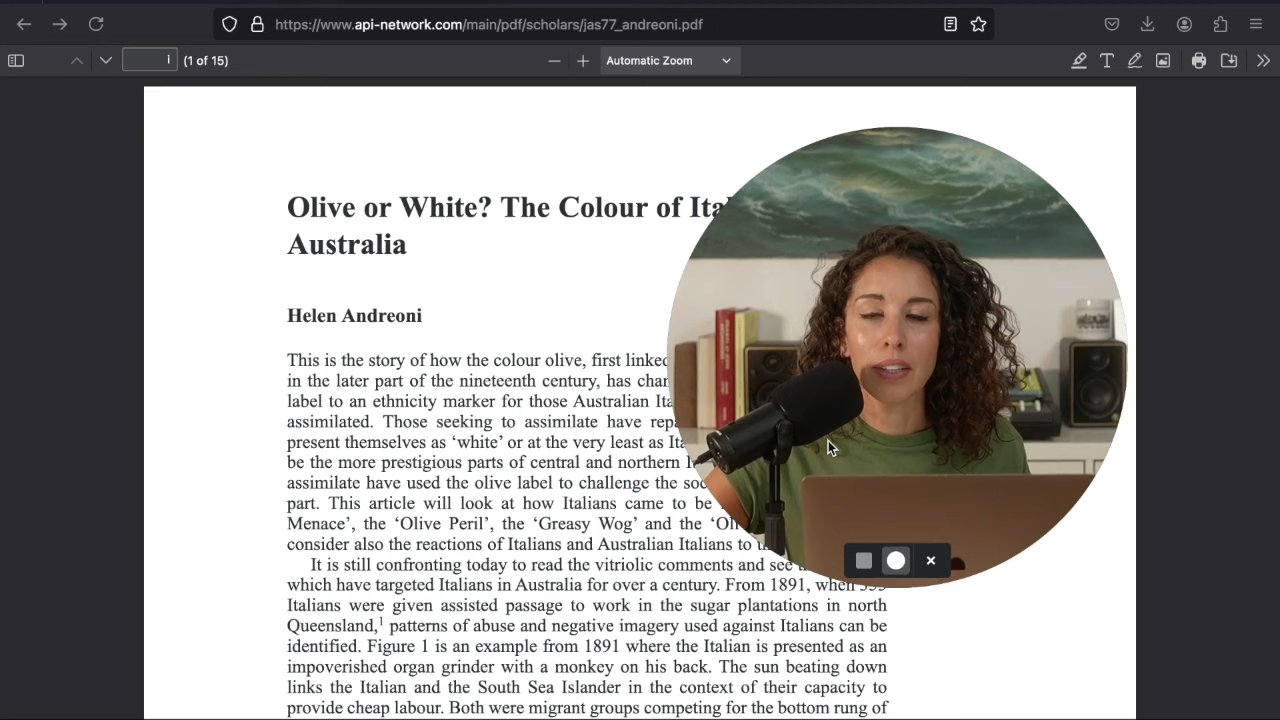 https://www.api-network.com/main/pdf/scholars/jas77_andreoni.pdf
i (1 of 15) Automatic Zoom
Olive or White? The Colour of Ita
Australia
Helen Andreoni
This is the story of how the colour olive, first linked
in the later part of the nineteenth century, has
label to an ethnicity marker for those Australian
assimilated. Those seeking to assimilate have
present themselves as ‘white’ or at the very least as
be the more prestigious parts of central and northern
assimilate have used the olive label to challenge the
part. This article will look at how Italians came to be
Menace’, the ‘Olive Peril’, the ‘Greasy Wog’ and the
consider also the reactions of Italians and Australian Italians to
It is still confronting today to read the vitriolic comments and see
which have targeted Italians in Australia for over a century. From 1891, when
Italians were given assisted passage to work in the sugar plantations in north
Queensland,¹ patterns of abuse and negative imagery used against Italians can be
identified. Figure 1 is an example from 1891 where the Italian is presented as an
impoverished organ grinder with a monkey on his back. The sun beating down
links the Italian and the South Sea Islander in the context of their capacity to
provide cheap labour. Both were migrant groups competing for the bottom rung of